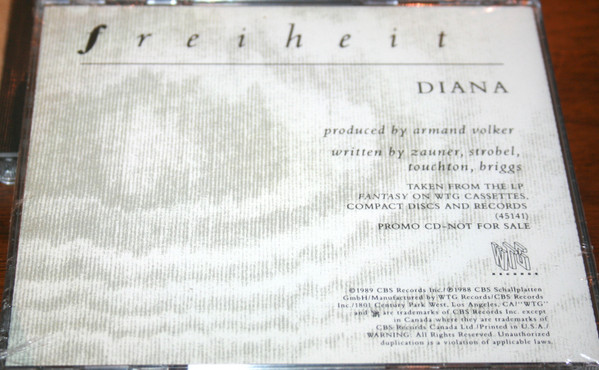 freiheit
DIANA
produced by armand volker
written by zauner, strobel,
touchton, briggs
TAKEN FROM THE LP
FANTASY ON WTG CASSETTES,
COMPACT DISCS AND RECORDS
(45141)
PROMO CD–NOT FOR SALE
WTG
©1989 CBS Records Inc./℗1988 CBS Schallplatten
GmbH/Manufactured by WTG Records/CBS Records
Inc./1801 Century Park West, Los Angeles, CA/"WTG"
and are trademarks of CBS Records Inc. except
in Canada where they are trademarks of
CBS Records Canada Ltd./Printed in U.S.A./
WARNING: All Rights Reserved. Unauthorized
duplication is a violation of applicable laws.